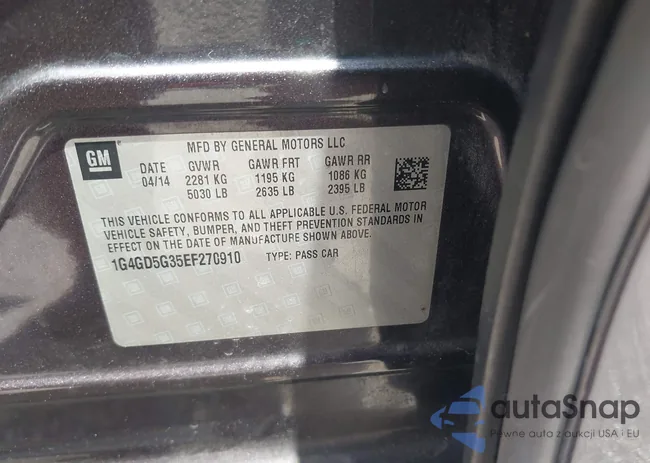 GM
MFD BY GENERAL MOTORS LLC
DATE GVWR GAWR FRT GAWR RR
04/14 2281 KG 1195 KG 1086 KG
5030 LB 2635 LB 2395 LB
THIS VEHICLE CONFORMS TO ALL APPLICABLE U.S. FEDERAL MOTOR
VEHICLE SAFETY, BUMPER, AND THEFT PREVENTION STANDARDS IN
EFFECT ON THE DATE OF MANUFACTURE SHOWN ABOVE.
1G4GD5G35EF270910 TYPE: PASS CAR
autaSnap
Pewne auta z aukcji USA i EU